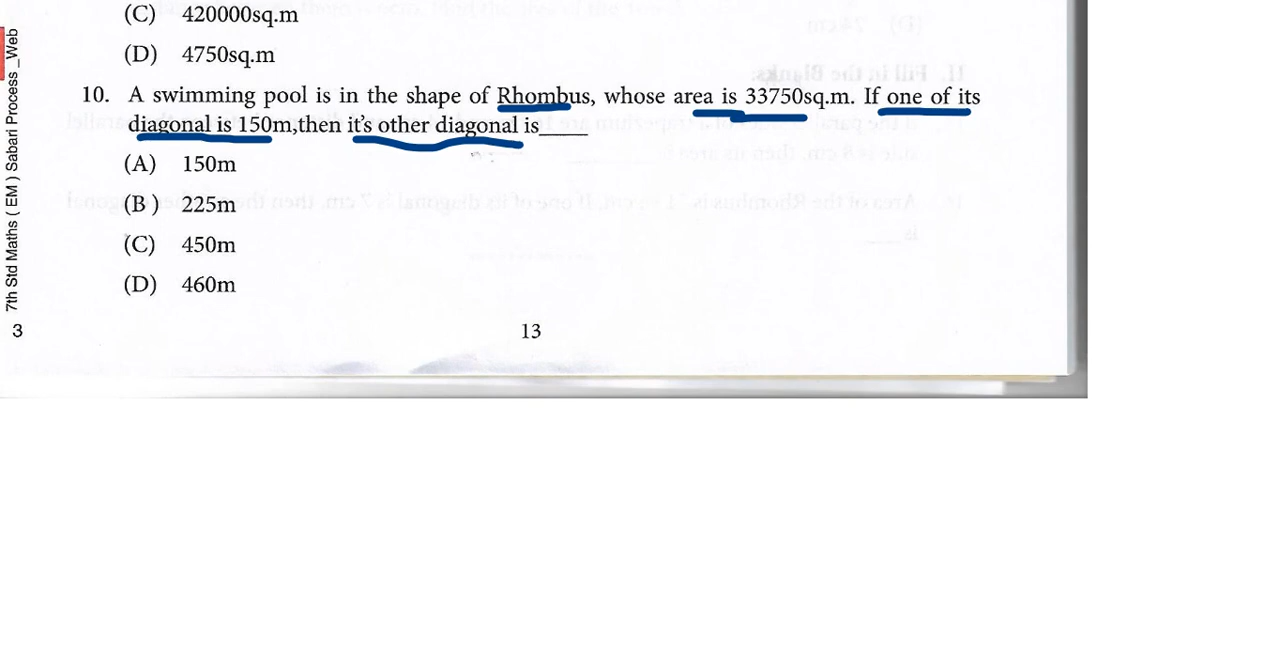 (C) 420000sq.m
(D) 4750sq.m
10. A swimming pool is in the shape of Rhombus, whose area is 33750sq.m. If one of its
diagonal is 150m,then it's other diagonal is____
(A) 150m
(B ) 225m
(C) 450m
(D) 460m
13
7th Std Maths ( EM ) Sabari Process _Web
3